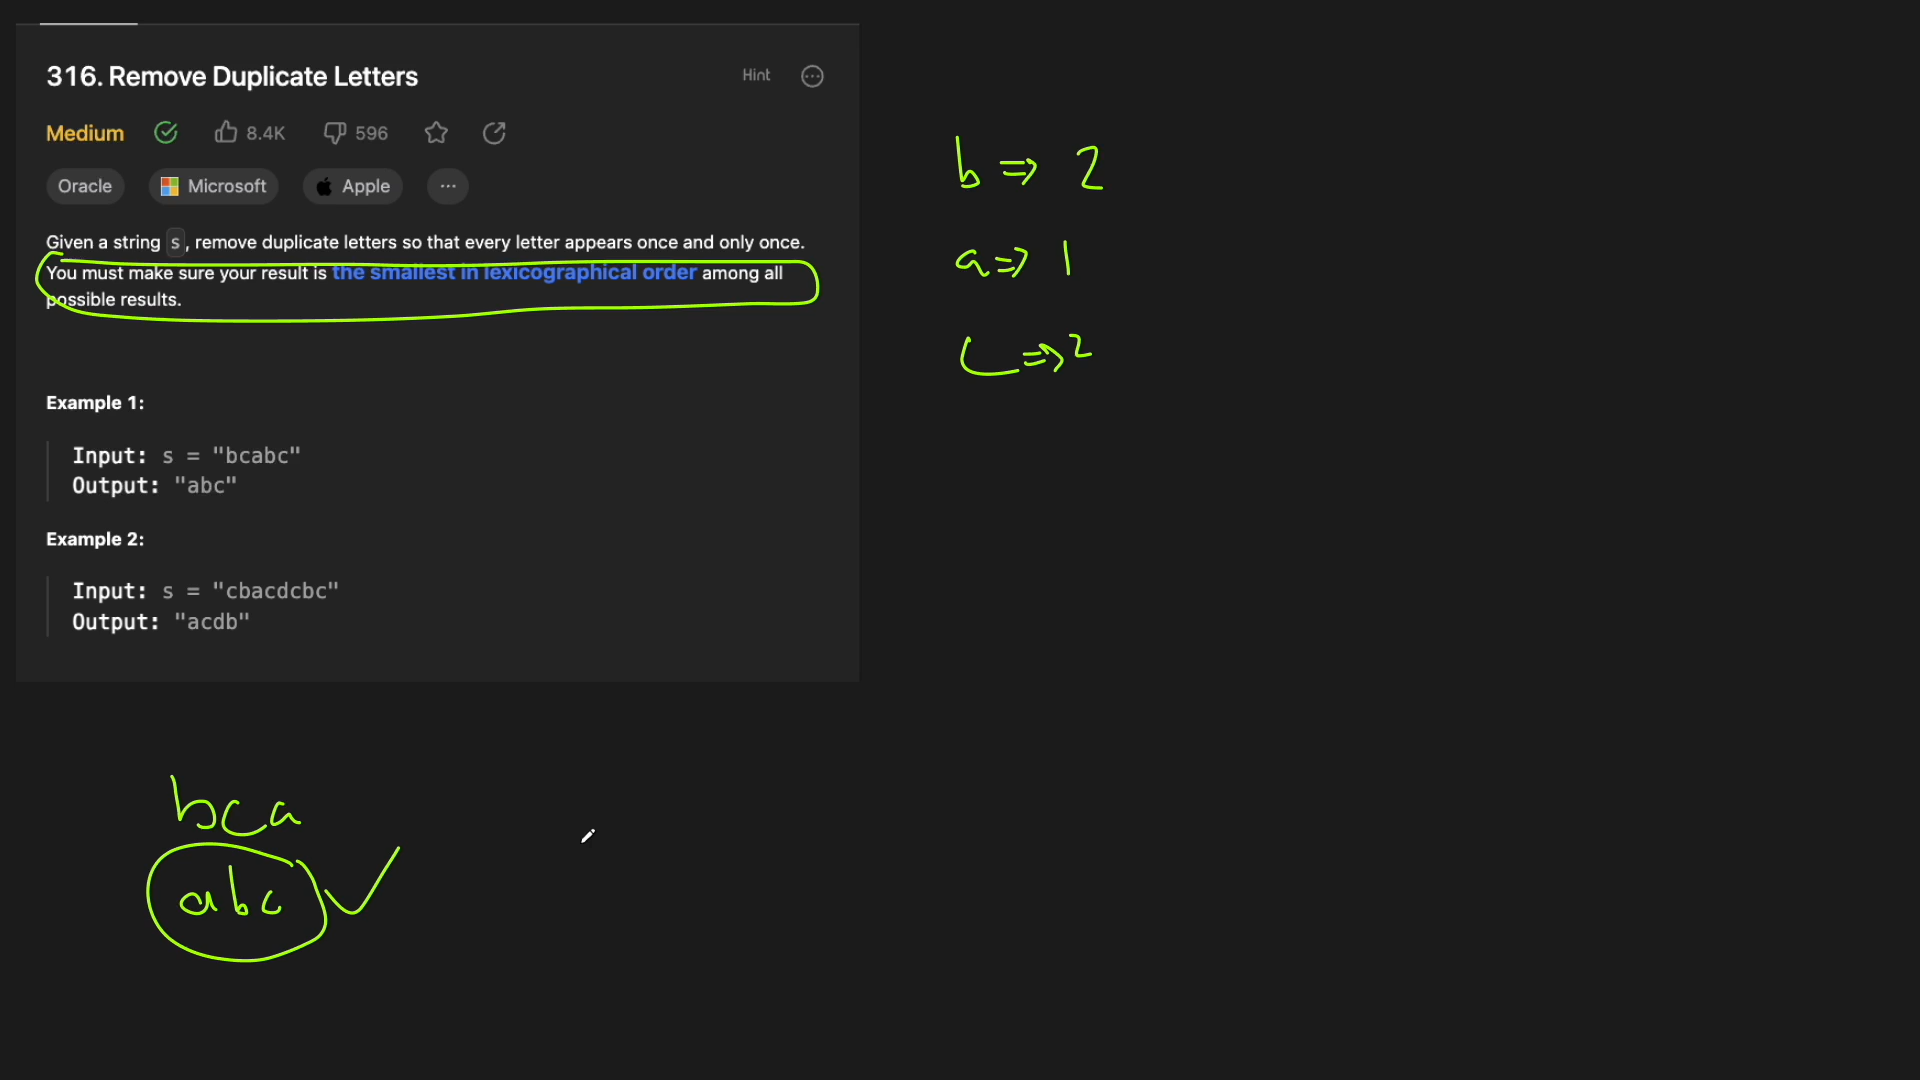 316. Remove Duplicate Letters
Hint
Medium 8.4K 596
Oracle Microsoft Apple ...
Given a string s, remove duplicate letters so that every letter appears once and only once.
You must make sure your result is the smallest in lexicographical order among all
possible results.
Example 1:
Input: s = "bcabc"
Output: "abc"
Example 2:
Input: s = "cbacdcbc"
Output: "acdb"
b => 2
a => 1
c => 2
bca
abc